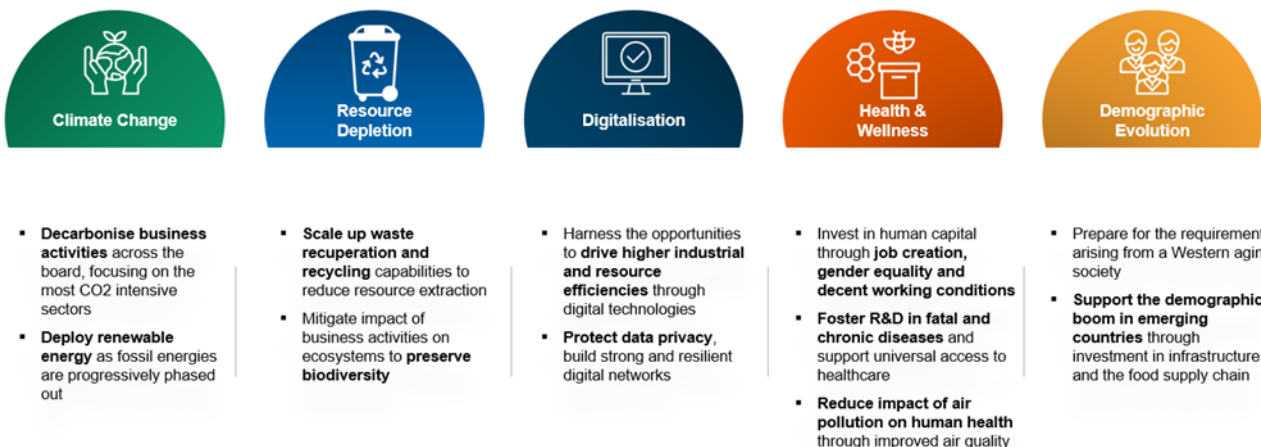 Climate Change
Resource
Depletion
Digitalisation
Health &
Wellness
Demographic
Evolution
▪ Decarbonise business
activities across the
board, focusing on the
most CO2 intensive
sectors
▪ Deploy renewable
energy as fossil energies
are progressively phased
out
▪ Scale up waste
recuperation and
recycling capabilities to
reduce resource extraction
▪ Mitigate impact of
business activities on
ecosystems to preserve
biodiversity
▪ Harness the opportunities
to drive higher industrial
and resource
efficiencies through
digital technologies
▪ Protect data privacy,
build strong and resilient
digital networks
▪ Invest in human capital
through job creation,
gender equality and
decent working conditions
▪ Foster R&D in fatal and
chronic diseases and
support universal access to
healthcare
▪ Reduce impact of air
pollution on human health
through improved air quality
▪ Prepare for the requirement
arising from a Western agin
society
▪ Support the demographic
boom in emerging
countries through
investment in infrastructure
and the food supply chain